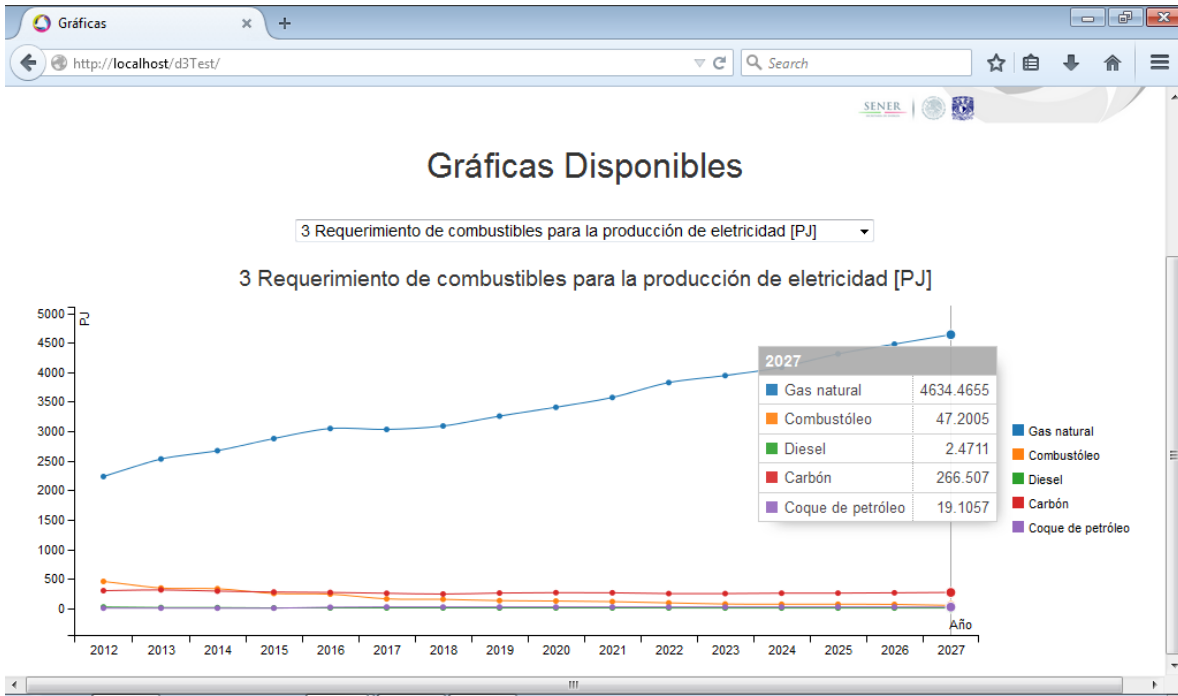 Gráficas
http://localhost/d3Test/
Search
SENER
Gráficas Disponibles
3 Requerimiento de combustibles para la producción de eletricidad [PJ]
3 Requerimiento de combustibles para la producción de eletricidad [PJ]
PJ
5000
4500
4000
3500
3000
2500
2000
1500
1000
500
0
2027
Gas natural 4634.4655
Combustóleo 47.2005
Diesel 2.4711
Carbón 266.507
Coque de petróleo 19.1057
Gas natural
Combustóleo
Diesel
Carbón
Coque de petróleo
Año
2012 2013 2014 2015 2016 2017 2018 2019 2020 2021 2022 2023 2024 2025 2026 2027